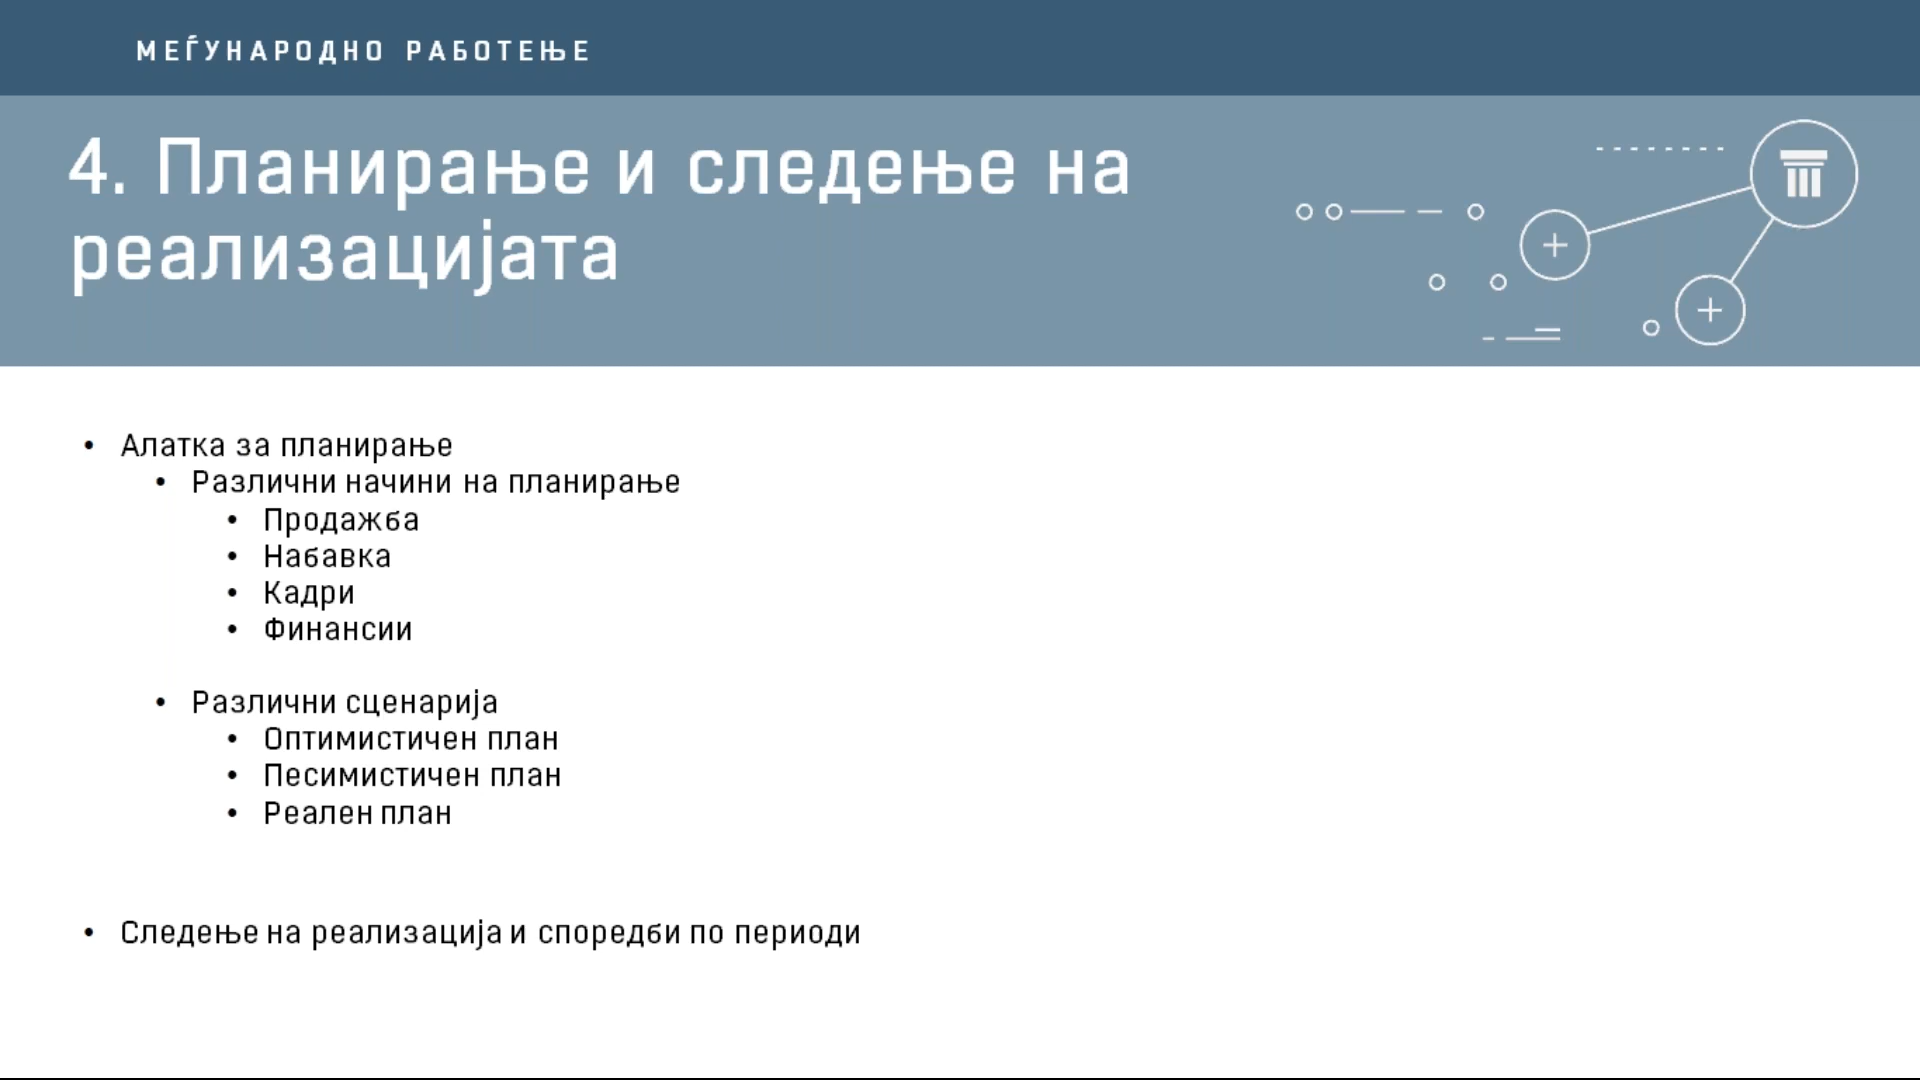 МЕЃУНАРОДНО РАБОТЕЊЕ
4. Планирање и следење на
реализацијата
• Алатка за планирање
• Различни начини на планирање
• Продажба
• Набавка
• Кадри
• Финансии
• Различни сценарија
• Оптимистичен план
• Песимистичен план
• Реален план
• Следење на реализација и споредби по периоди